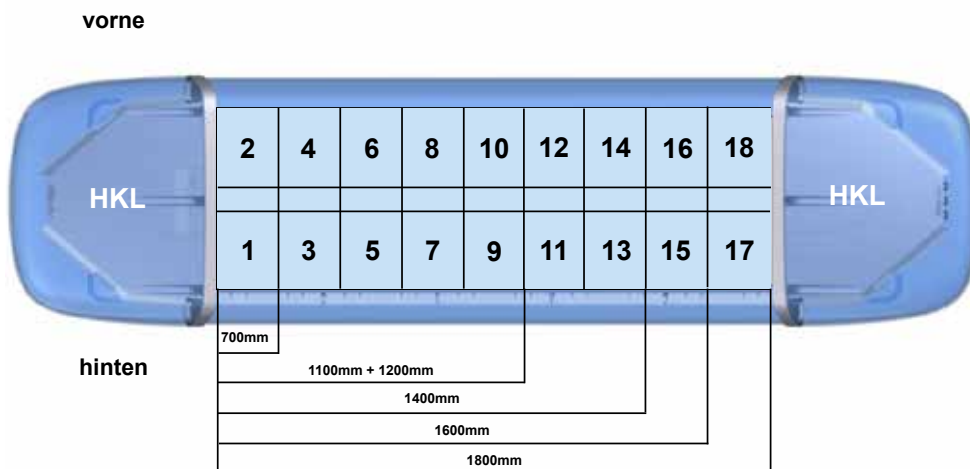 vorne
2 4 6 8 10 12 14 16 18
HKL HKL
1 3 5 7 9 11 13 15 17
700mm
hinten
1100mm + 1200mm
1400mm
1600mm
1800mm